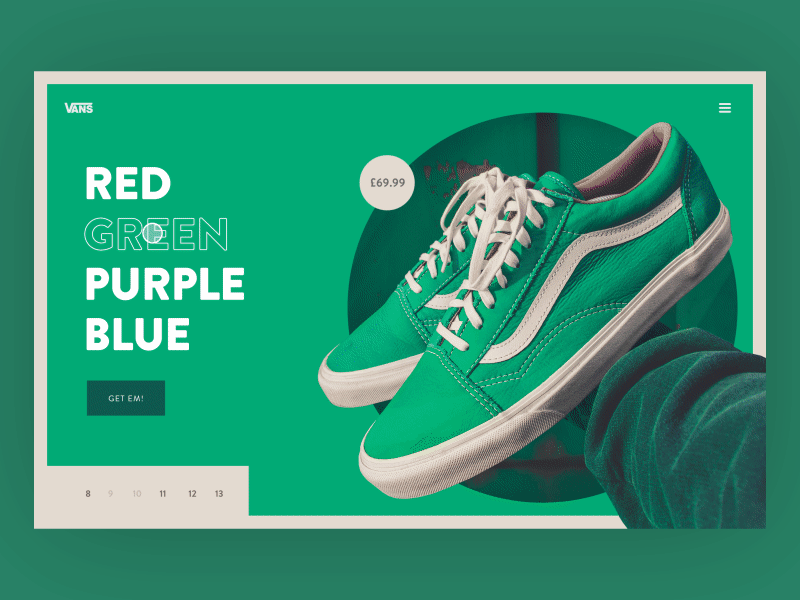 VANS
RED
GREEN
PURPLE
BLUE
£69.99
GET EM!
8 9 10 11 12 13